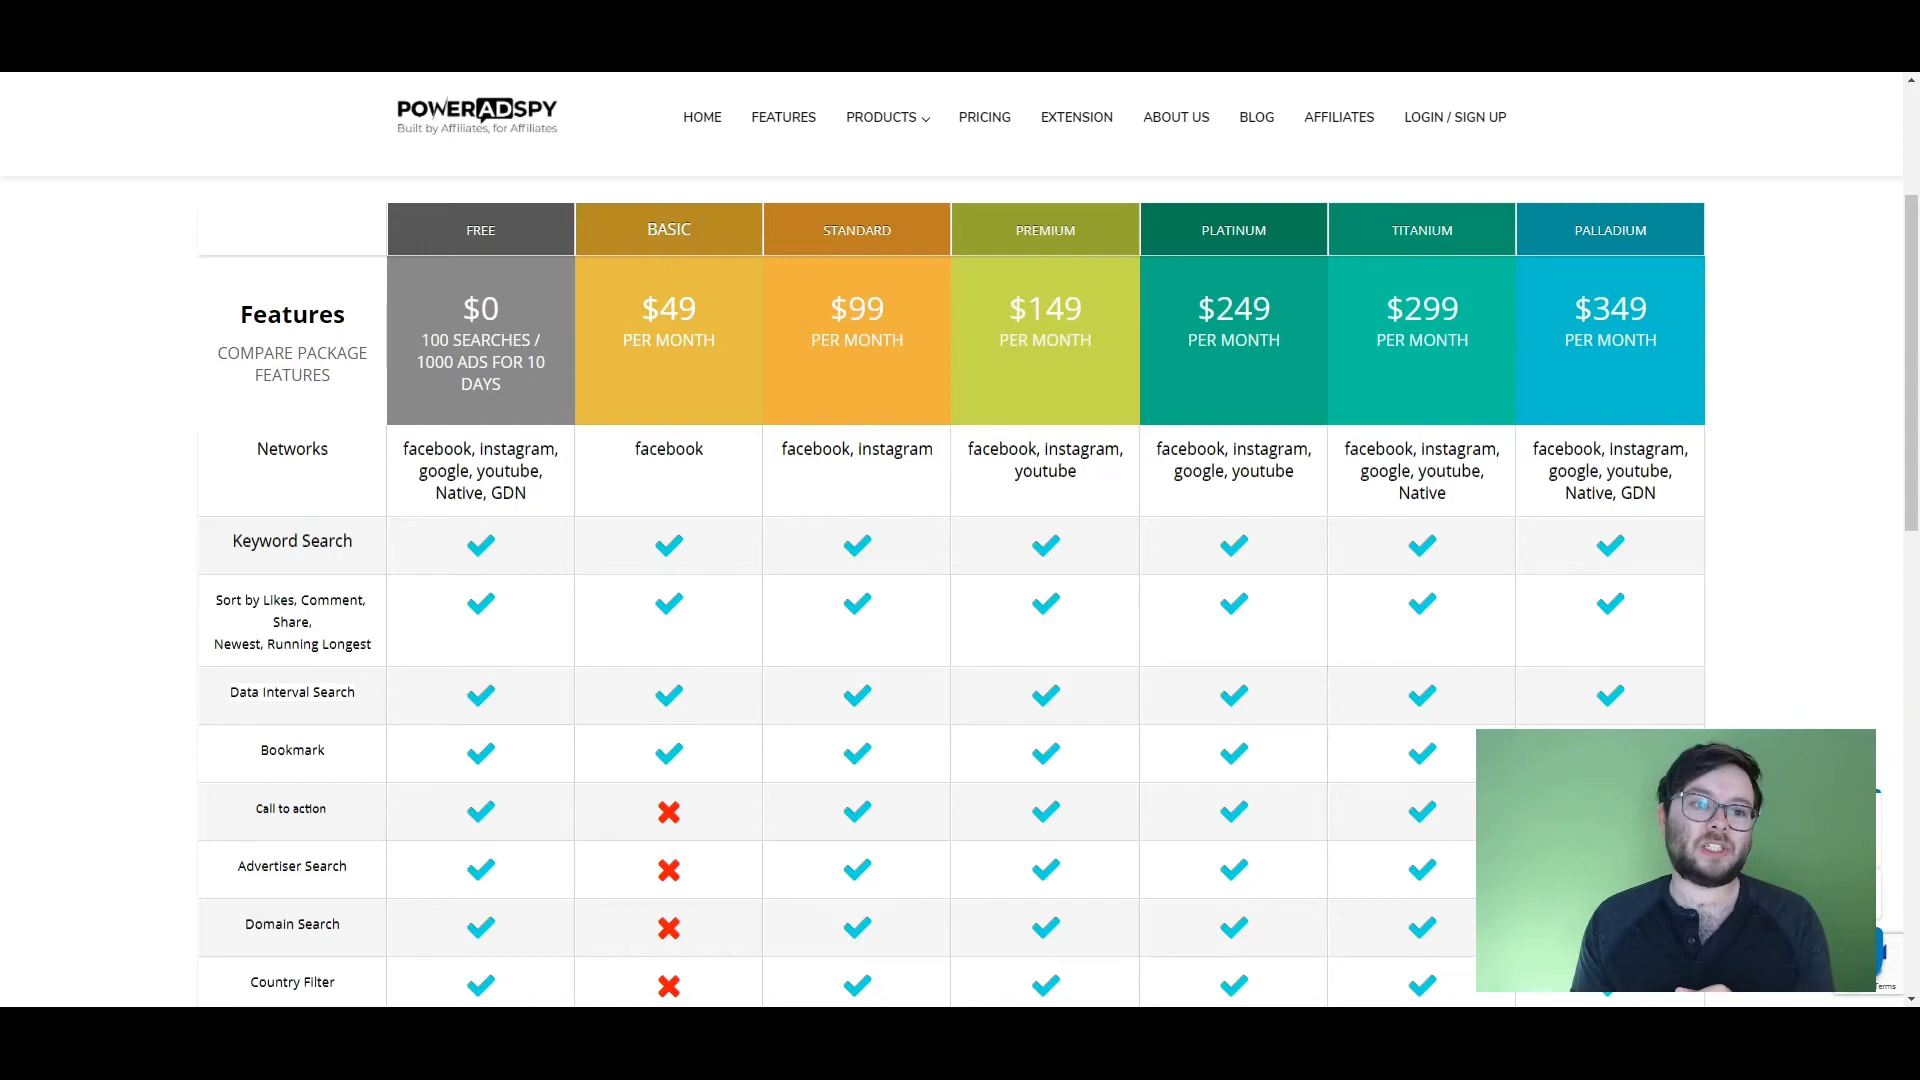 POWERADSPY
Built by Affiliates, for Affiliates
HOME FEATURES PRODUCTS PRICING EXTENSION ABOUT US BLOG AFFILIATES LOGIN / SIGN UP
FREE BASIC STANDARD PREMIUM PLATINUM TITANIUM PALLADIUM
Features
COMPARE PACKAGE
FEATURES
$0 $49 $99 $149 $249 $299 $349
100 SEARCHES /
1000 ADS FOR 10
DAYS
PER MONTH PER MONTH PER MONTH PER MONTH PER MONTH PER MONTH
Networks
facebook, instagram,
google, youtube,
Native, GDN
facebook
facebook, instagram
facebook, instagram,
youtube
facebook, instagram,
google, youtube
facebook, instagram,
google, youtube,
Native
facebook, instagram,
google, youtube,
Native, GDN
Keyword Search
Sort by Likes, Comment,
Share,
Newest, Running Longest
Data Interval Search
Bookmark
Call to action
Advertiser Search
Domain Search
Country Filter
Terms